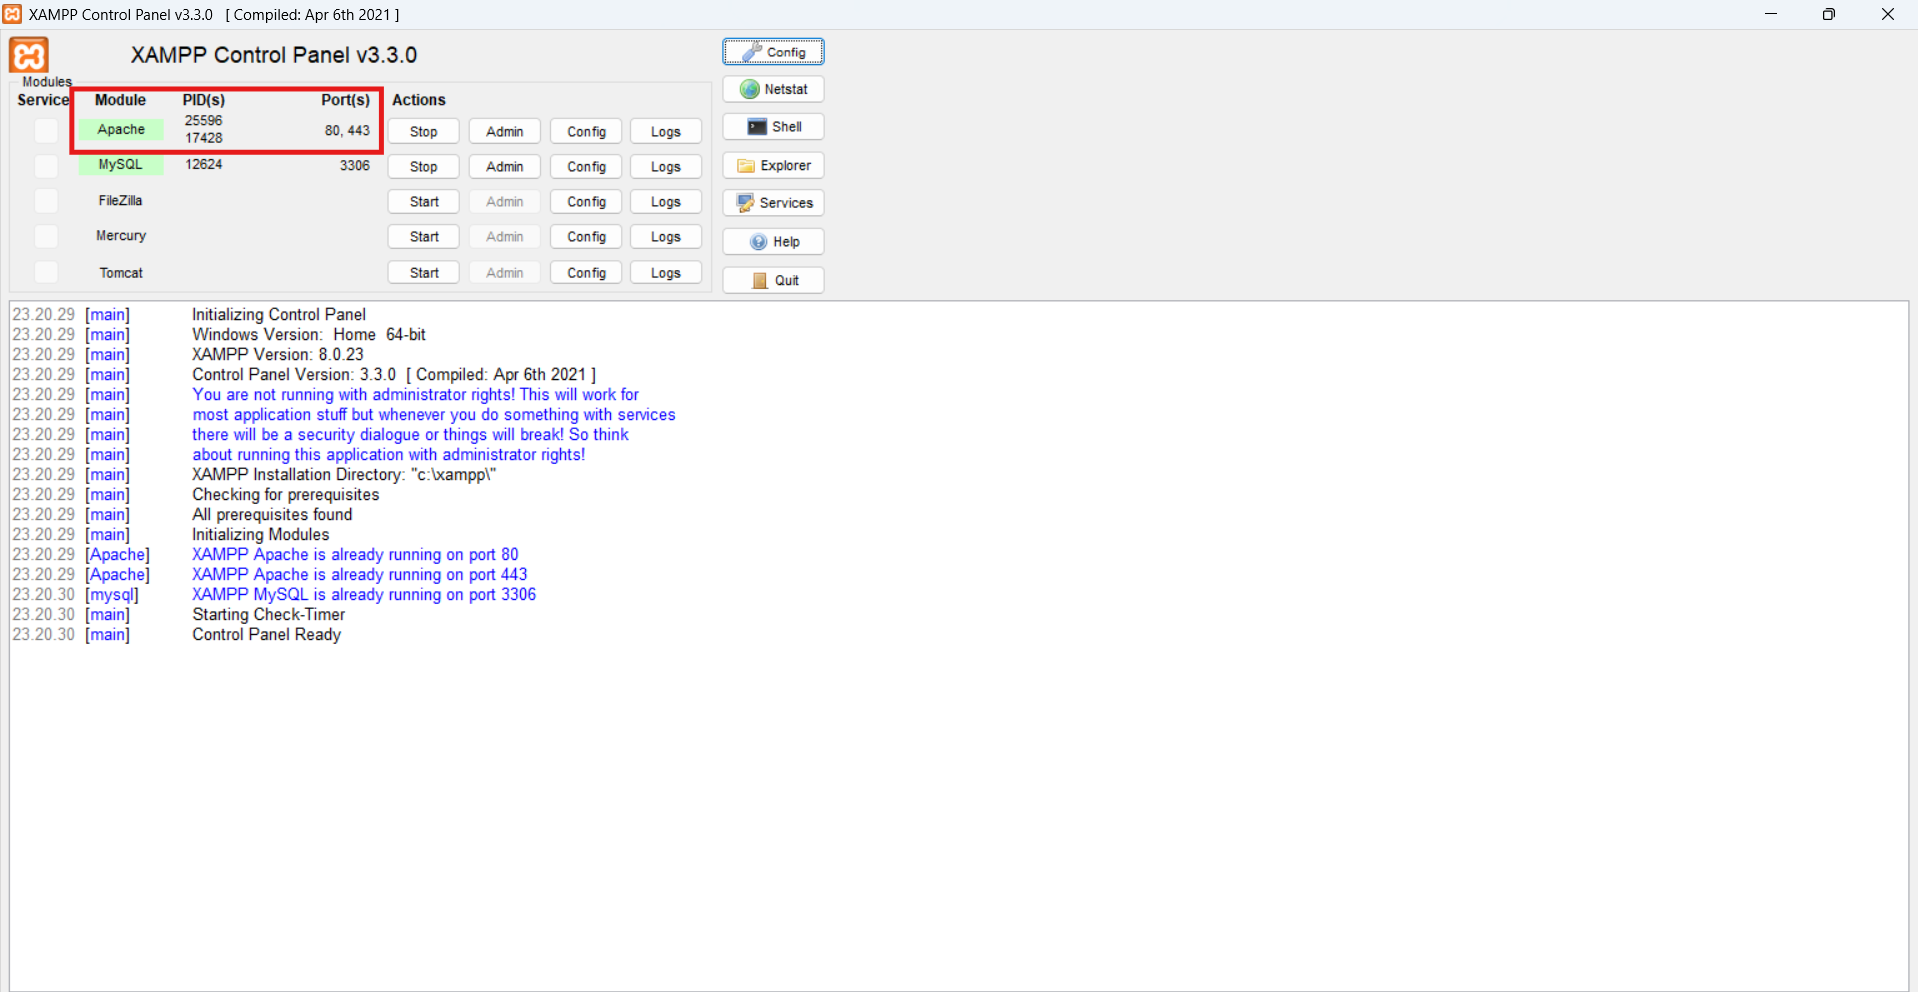 XAMPP Control Panel v3.3.0 [ Compiled: Apr 6th 2021 ]
XAMPP Control Panel v3.3.0
Config
Modules
Service Module PID(s) Port(s) Actions
Apache 25596 17428 80, 443 Stop Admin Config Logs
MySQL 12624 3306 Stop Admin Config Logs
FileZilla Start Admin Config Logs
Mercury Start Admin Config Logs
Tomcat Start Admin Config Logs
Netstat
Shell
Explorer
Services
Help
Quit
23.20.29 [main] Initializing Control Panel
23.20.29 [main] Windows Version: Home 64-bit
23.20.29 [main] XAMPP Version: 8.0.23
23.20.29 [main] Control Panel Version: 3.3.0 [ Compiled: Apr 6th 2021 ]
23.20.29 [main] You are not running with administrator rights! This will work for
23.20.29 [main] most application stuff but whenever you do something with services
23.20.29 [main] there will be a security dialogue or things will break! So think
23.20.29 [main] about running this application with administrator rights!
23.20.29 [main] XAMPP Installation Directory: "c:\xampp\"
23.20.29 [main] Checking for prerequisites
23.20.29 [main] All prerequisites found
23.20.29 [main] Initializing Modules
23.20.29 [Apache] XAMPP Apache is already running on port 80
23.20.29 [Apache] XAMPP Apache is already running on port 443
23.20.30 [mysql] XAMPP MySQL is already running on port 3306
23.20.30 [main] Starting Check-Timer
23.20.30 [main] Control Panel Ready